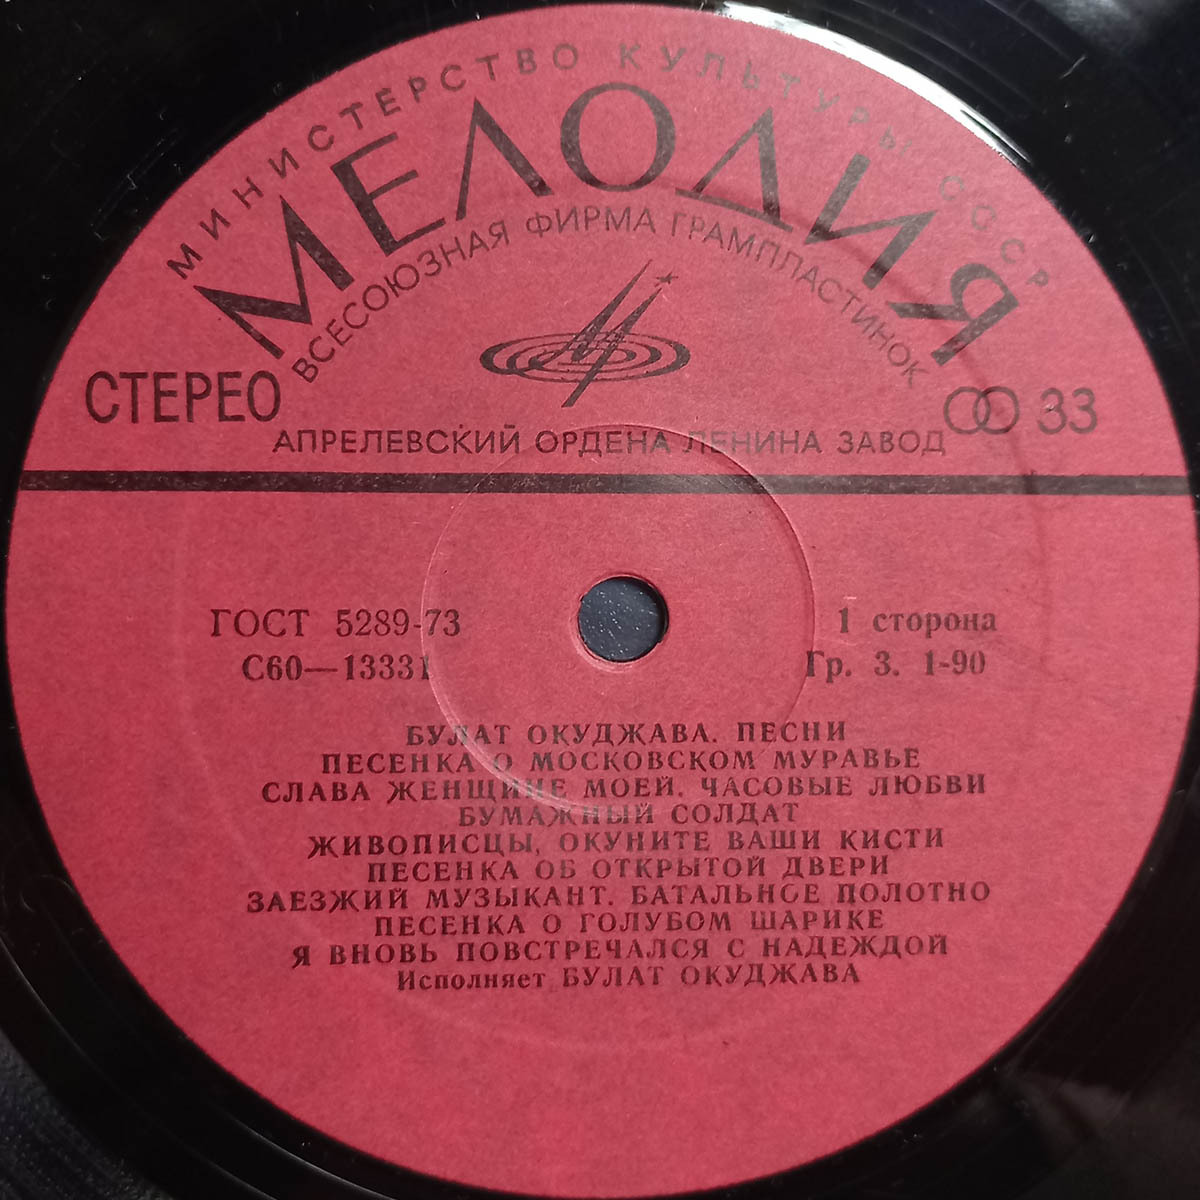 МИНИСТЕРСТВО КУЛЬТУРЫ СССР
МЕЛОДИЯ
ВСЕСОЮЗНАЯ ФИРМА ГРАМПЛАСТИНОК
СТЕРЕО
33
АПРЕЛЕВСКИЙ ОРДЕНА ЛЕНИНА ЗАВОД
ГОСТ 5289-73
1 сторона
С60—13331
Гр. 3. 1-90
БУЛАТ ОКУДЖАВА. ПЕСНИ
ПЕСЕНКА О МОСКОВСКОМ МУРАВЬЕ
СЛАВА ЖЕНЩИНЕ МОЕЙ. ЧАСОВЫЕ ЛЮБВИ
БУМАЖНЫЙ СОЛДАТ
ЖИВОПИСЦЫ, ОКУНИТЕ ВАШИ КИСТИ
ПЕСЕНКА ОБ ОТКРЫТОЙ ДВЕРИ
ЗАЕЗЖИЙ МУЗЫКАНТ. БАТАЛЬНОЕ ПОЛОТНО
ПЕСЕНКА О ГОЛУБОМ ШАРИКЕ
Я ВНОВЬ ПОВСТРЕЧАЛСЯ С НАДЕЖДОЙ
Исполняет БУЛАТ ОКУДЖАВА